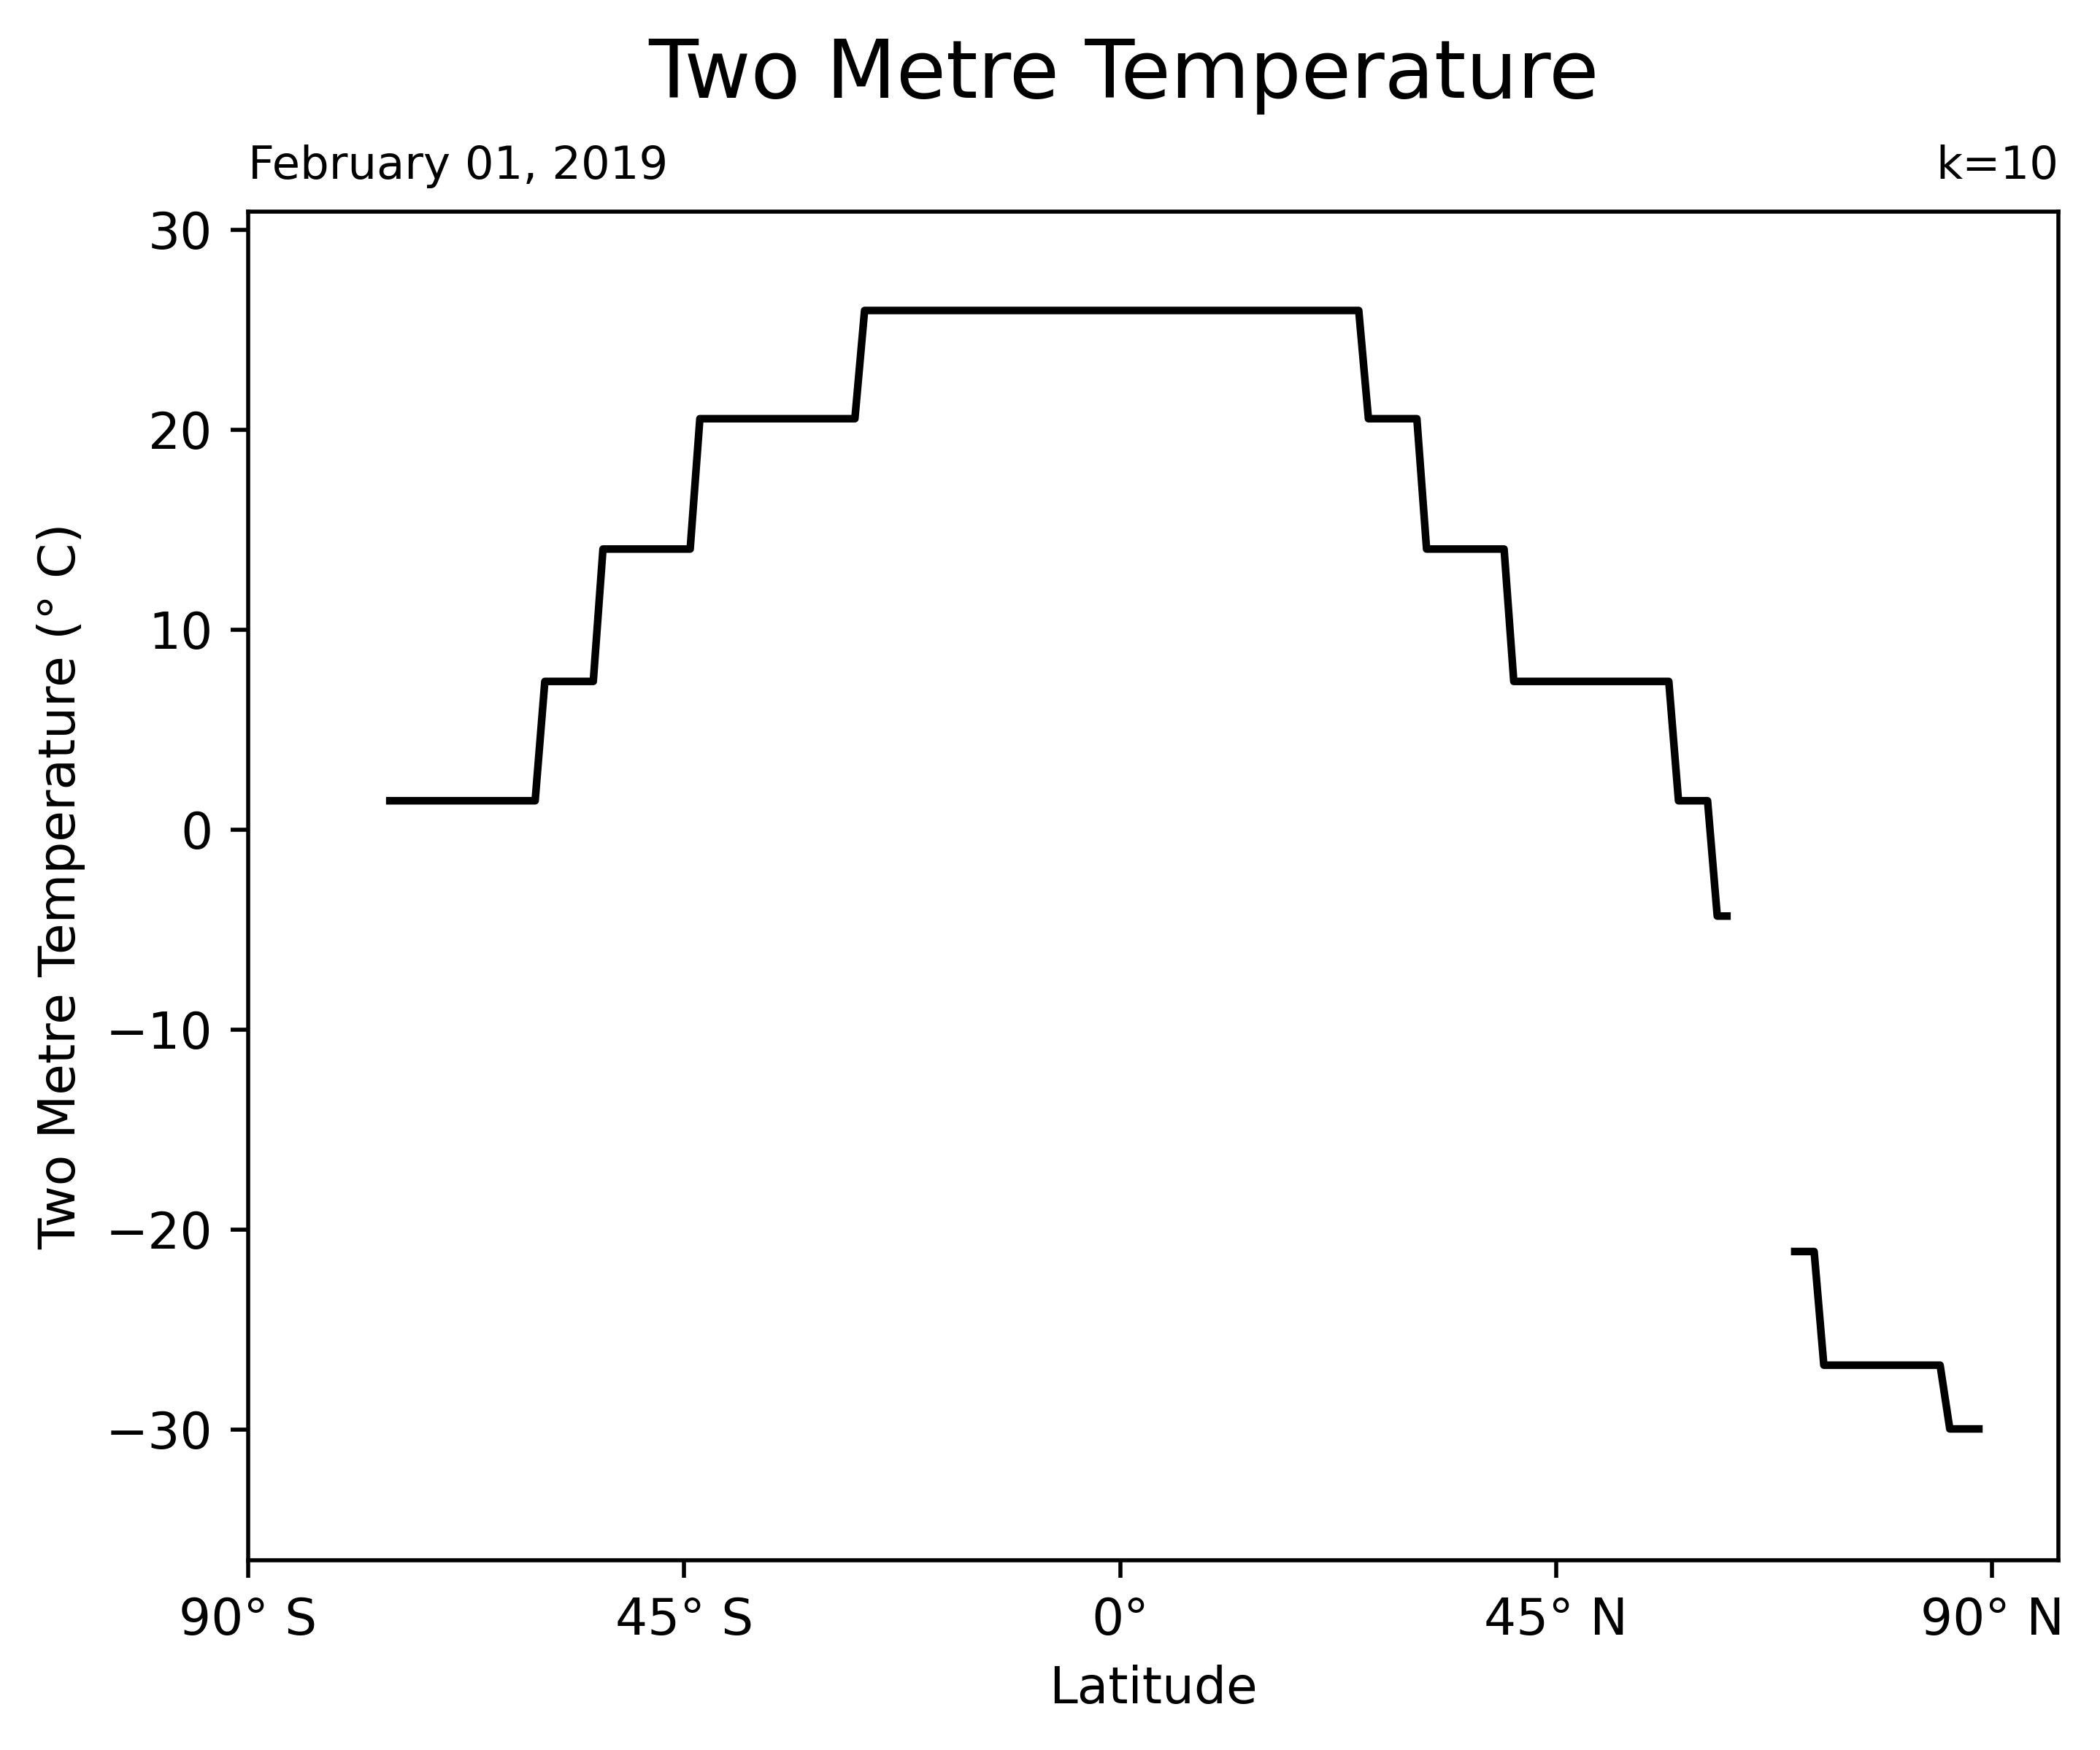 Two Metre Temperature
February 01, 2019
k=10
30
20
10
0
−10
−20
−30
Two Metre Temperature (° C)
90° S
45° S
0°
45° N
90° N
Latitude